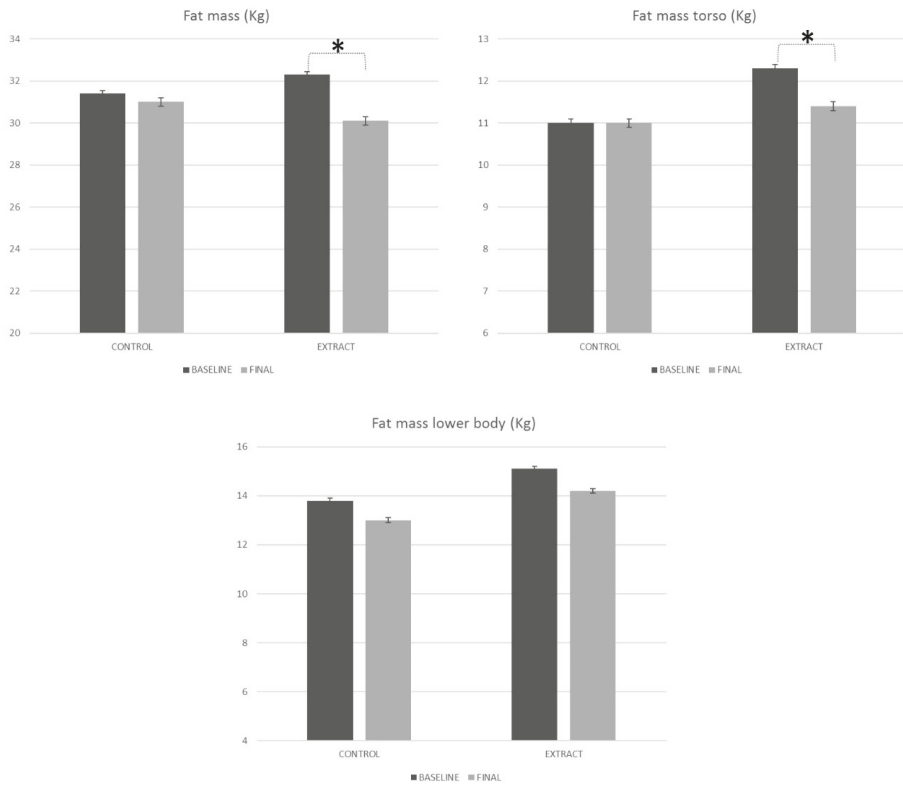 Fat mass (Kg)
34
32
30
28
26
24
22
20
*
CONTROL EXTRACT
BASELINE FINAL
Fat mass torso (Kg)
13
12
11
10
9
8
7
6
*
CONTROL EXTRACT
BASELINE FINAL
Fat mass lower body (Kg)
16
14
12
10
8
6
4
CONTROL EXTRACT
BASELINE FINAL